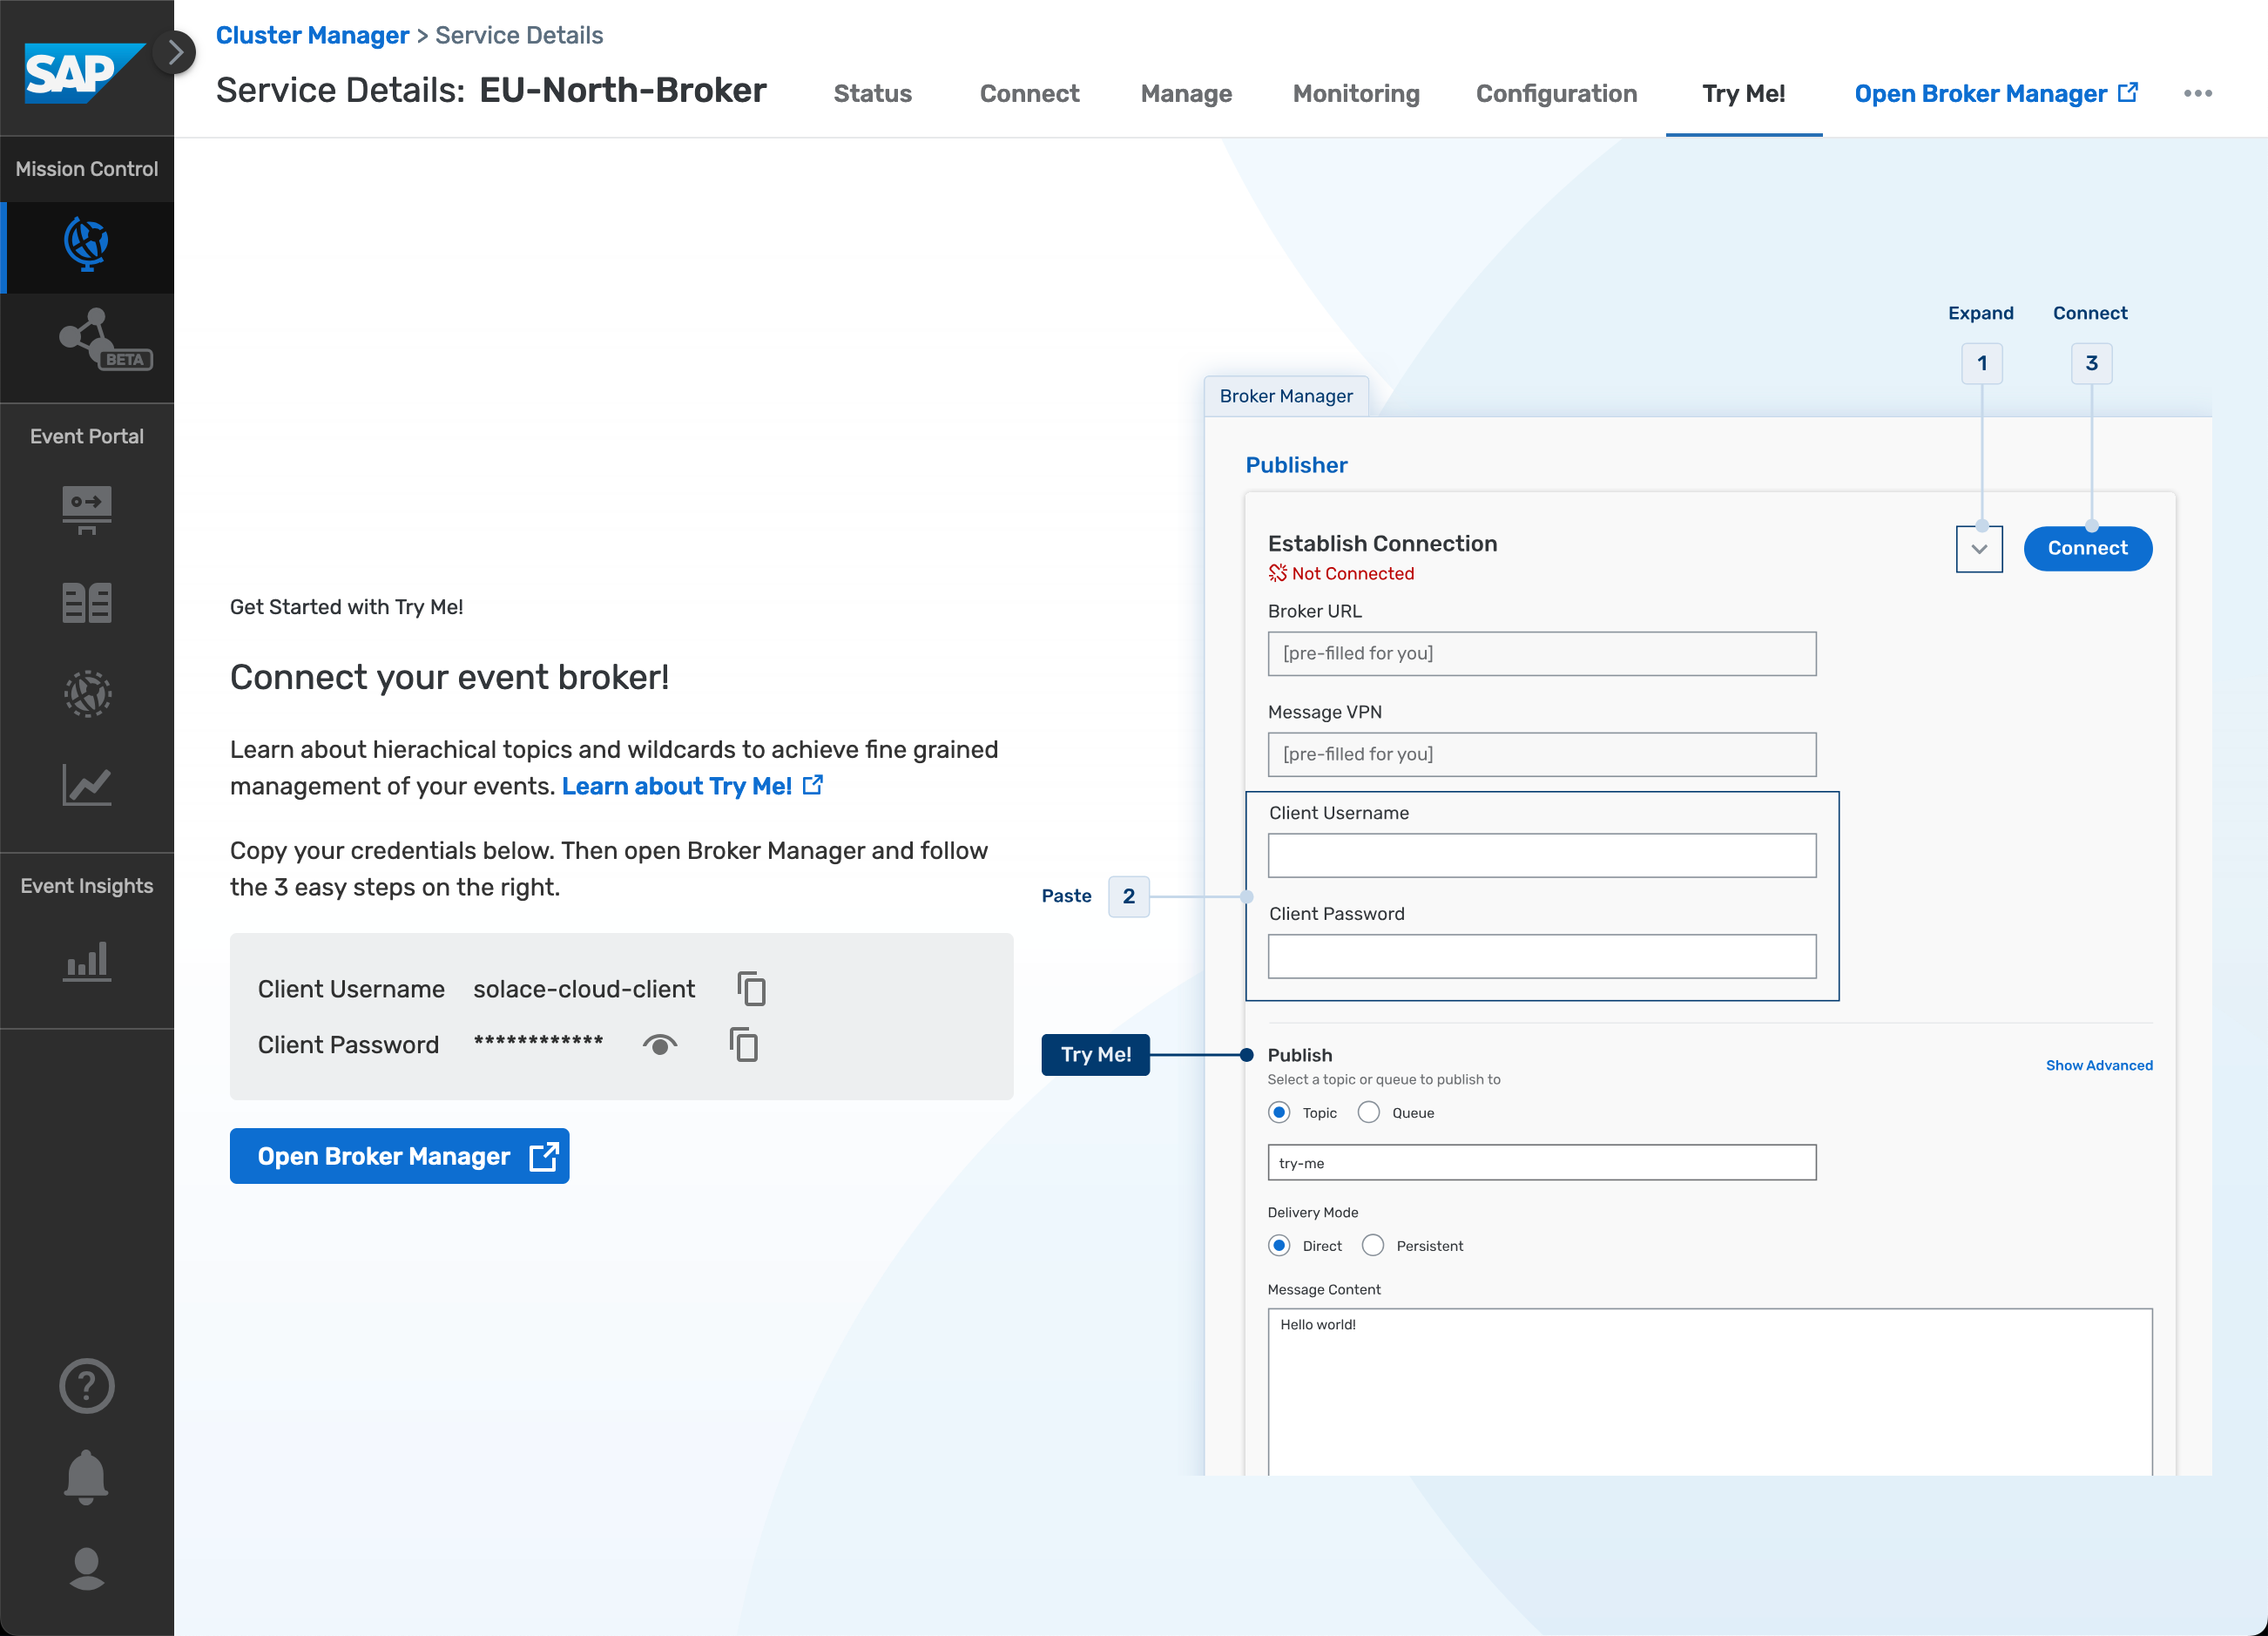 SAP
Cluster Manager > Service Details
Service Details: EU-North-Broker
Status
Connect
Manage
Monitoring
Configuration
Try Me!
Open Broker Manager
Mission Control
BETA
Event Portal
Event Insights
Get Started with Try Me!
Connect your event broker!
Learn about hierachical topics and wildcards to achieve fine grained
management of your events. Learn about Try Me!
Copy your credentials below. Then open Broker Manager and follow
the 3 easy steps on the right.
Client Username solace-cloud-client
Client Password ************
Open Broker Manager
Expand
Connect
1
3
Broker Manager
Publisher
Establish Connection
Connect
Not Connected
Broker URL
[pre-filled for you]
Message VPN
[pre-filled for you]
Client Username
Paste 2
Client Password
Try Me!
Publish
Show Advanced
Select a topic or queue to publish to
Topic Queue
try-me
Delivery Mode
Direct Persistent
Message Content
Hello world!